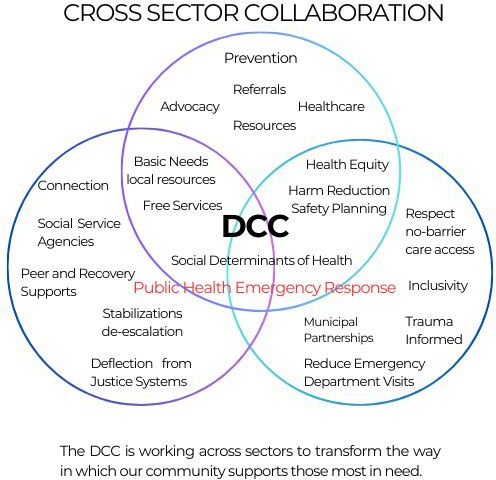 CROSS SECTOR COLLABORATION
Prevention
Referrals
Advocacy
Healthcare
Resources
Basic Needs
local resources
Free Services
Health Equity
Harm Reduction
Safety Planning
DCC
Social Determinants of Health
Public Health Emergency Response
Connection
Social Service
Agencies
Peer and Recovery
Supports
Stabilizations
de-escalation
Deflection from
Justice Systems
Respect
no-barrier
care access
Inclusivity
Municipal
Partnerships
Trauma
Informed
Reduce Emergency
Department Visits
The DCC is working across sectors to transform the way
in which our community supports those most in need.